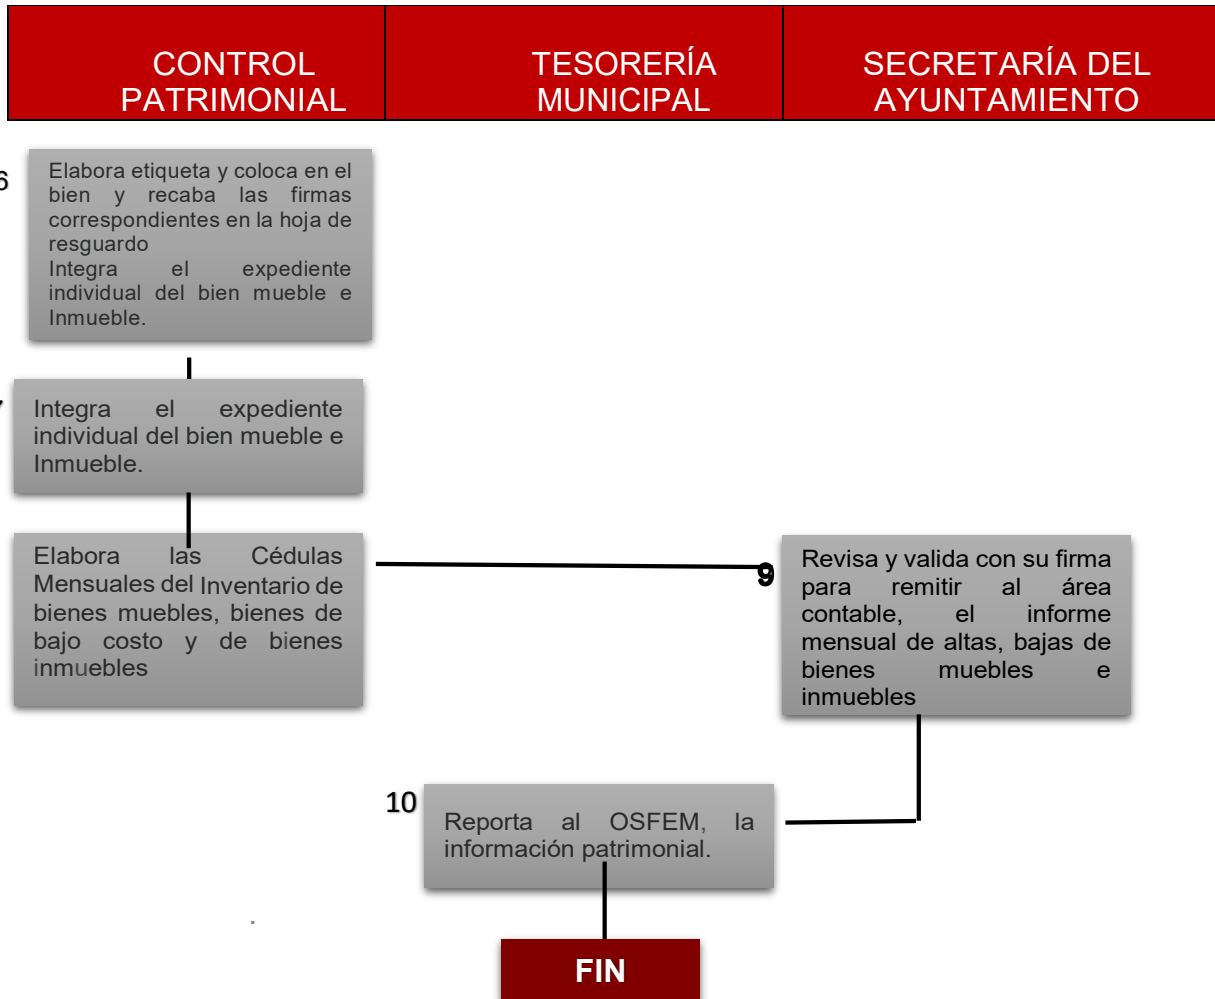 CONTROL
PATRIMONIAL
TESORERÍA
MUNICIPAL
SECRETARÍA DEL
AYUNTAMIENTO
6
Elabora etiqueta y coloca en el
bien y recaba las firmas
correspondientes en la hoja de
resguardo
Integra el expediente
individual del bien mueble e
Inmueble.
7
Integra el expediente
individual del bien mueble e
Inmueble.
Elabora las Cédulas
Mensuales del Inventario de
bienes muebles, bienes de
bajo costo y de bienes
inmuebles
9
Revisa y valida con su firma
para remitir al área
contable, el informe
mensual de altas, bajas de
bienes muebles e
inmuebles
10
Reporta al OSFEM, la
información patrimonial.
.
FIN